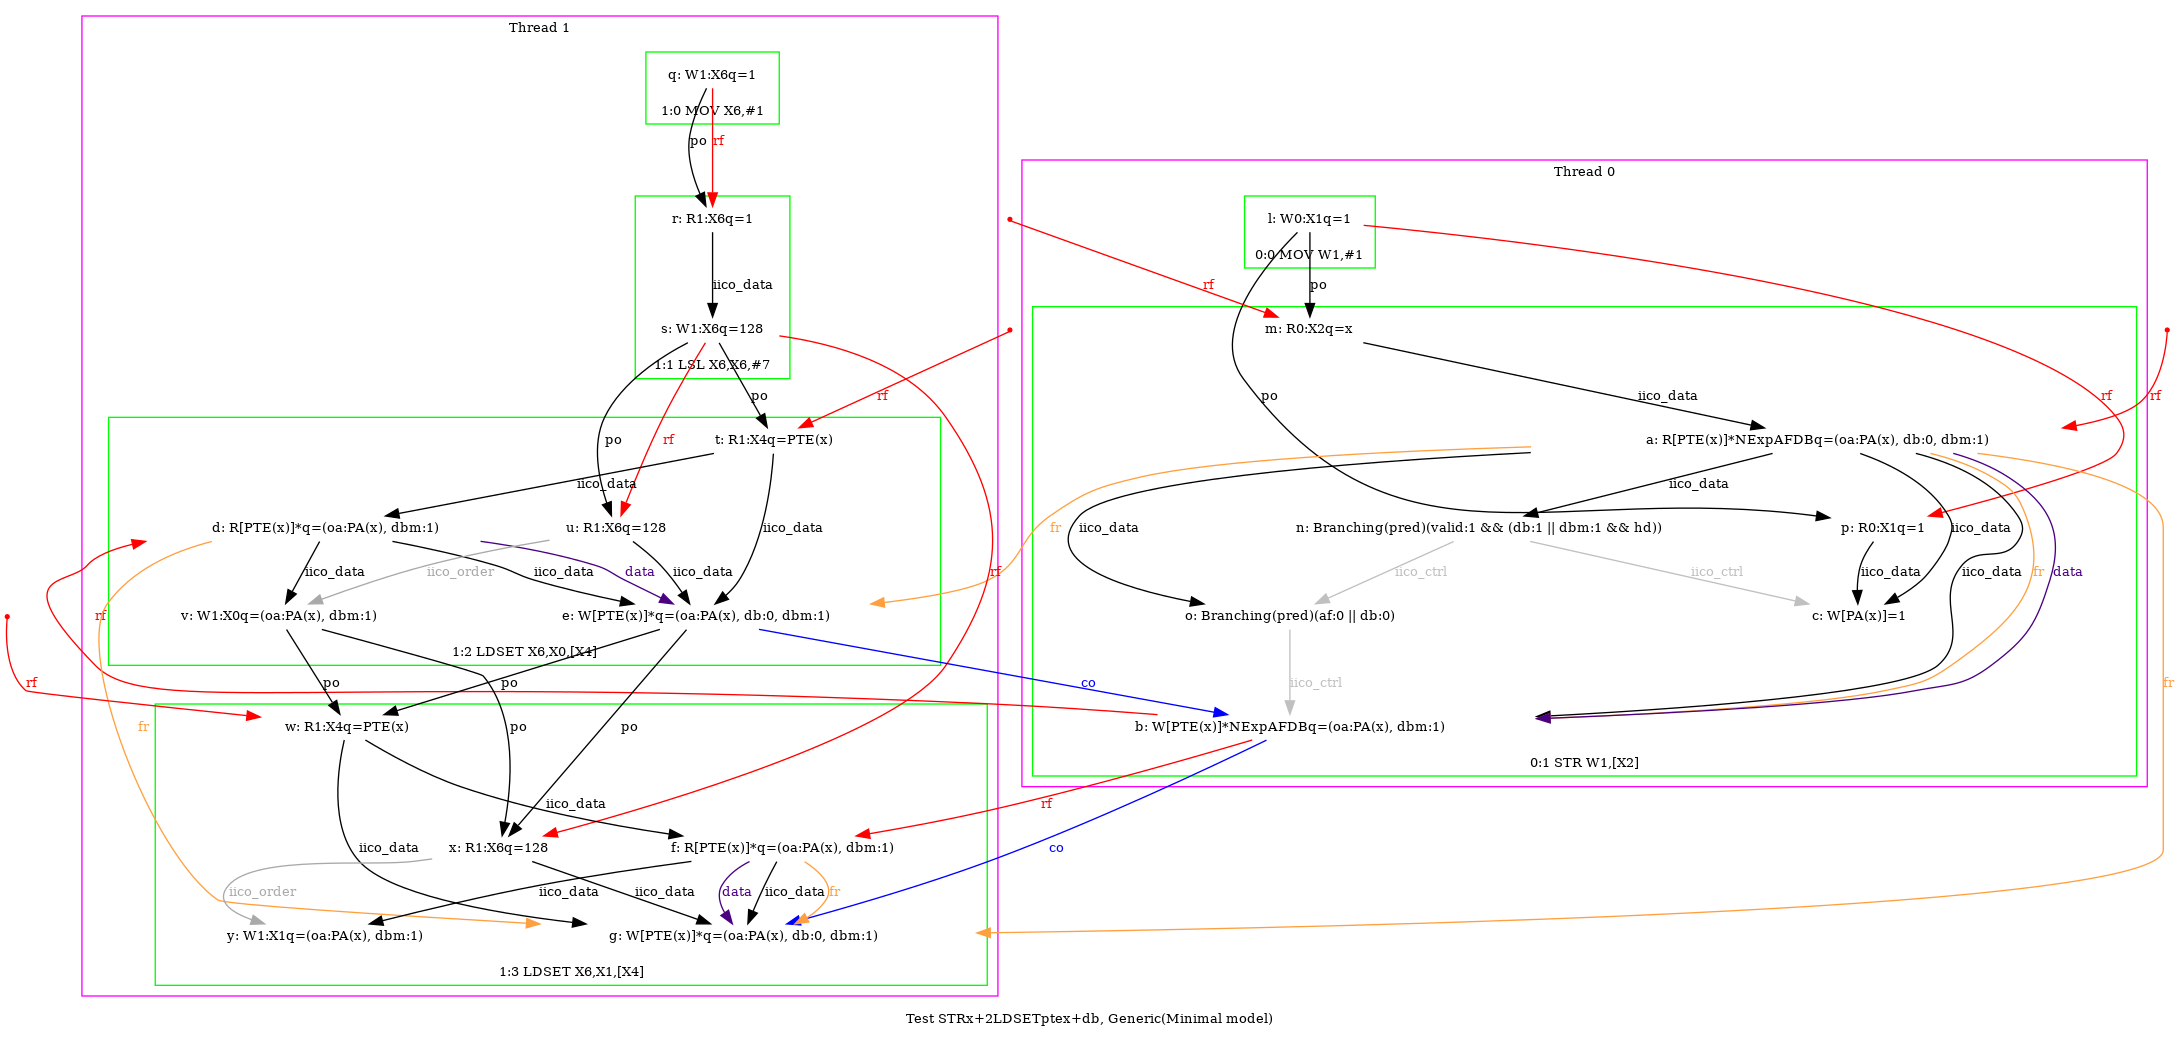 Thread 1
q: W1:X6q=1
1:0 MOV X6,#1
po
rf
Thread 0
r: R1:X6q=1
l: W0:X1q=1
0:0 MOV W1,#1
iico_data
rf
po
s: W1:X6q=128
m: R0:X2q=x
1:1 LSL X6,X6,#7
po
rf
iico_data
po
rf
rf
po
rf
t: R1:X4q=PTE(x)
a: R[PTE(x)]*NExpAFDBq=(oa:PA(x), db:0, dbm:1)
iico_data
iico_data
d: R[PTE(x)]*q=(oa:PA(x), dbm:1)
u: R1:X6q=128
iico_data
fr
iico_data
n: Branching(pred)(valid:1 && (db:1 || dbm:1 && hd))
p: R0:X1q=1
iico_data
iico_data
iico_order
iico_data
data
iico_data
rf
iico_ctrl
iico_ctrl
iico_data
iico_data
fr
data
rf
v: W1:X0q=(oa:PA(x), dbm:1)
e: W[PTE(x)]*q=(oa:PA(x), db:0, dbm:1)
o: Branching(pred)(af:0 || db:0)
c: W[PA(x)]=1
1:2 LDSET X6,X0,[X4]
rf
po
po
co
iico_ctrl
fr
fr
po
po
w: R1:X4q=PTE(x)
b: W[PTE(x)]*NExpAFDBq=(oa:PA(x), dbm:1)
0:1 STR W1,[X2]
iico_data
rf
iico_data
x: R1:X6q=128
f: R[PTE(x)]*q=(oa:PA(x), dbm:1)
co
iico_order
iico_data
iico_data
data
iico_data
fr
y: W1:X1q=(oa:PA(x), dbm:1)
g: W[PTE(x)]*q=(oa:PA(x), db:0, dbm:1)
1:3 LDSET X6,X1,[X4]
Test STRx+2LDSETptex+db, Generic(Minimal model)